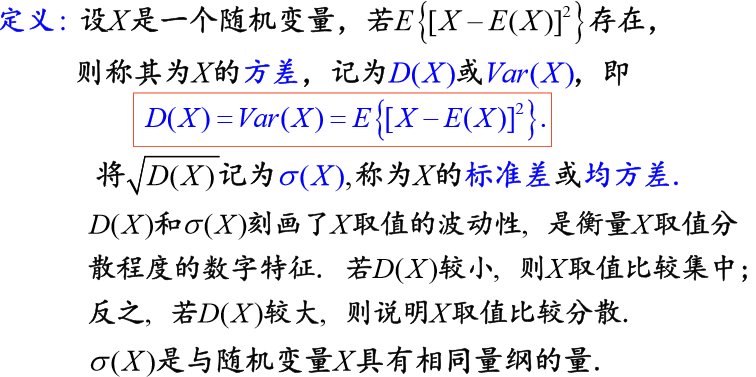 定义：设X是一个随机变量，若E{[X－E(X)]²}存在，
则称其为X的方差，记为D(X)或Var(X)，即
D(X)=Var(X)=E{[X－E(X)]²}.
将√D(X)记为σ(X),称为X的标准差或均方差.
D(X)和σ(X)刻画了X取值的波动性，是衡量X取值分
散程度的数字特征. 若D(X)较小，则X取值比较集中；
反之，若D(X)较大，则说明X取值比较分散.
σ(X)是与随机变量X具有相同量纲的量.